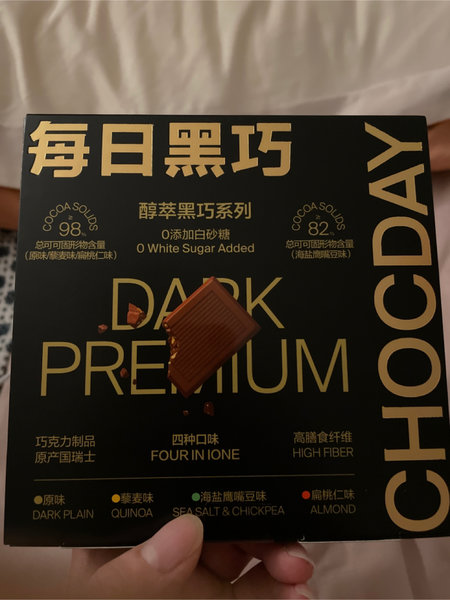 每日黑巧
CHOCDAY
COCOA SOLIDS
≥
98%
总可可固形物含量
(原味/藜麦味/扁桃仁味)
醇萃黑巧系列
0添加白砂糖
0 White Sugar Added
COCOA SOLIDS
≥
82%
总可可固形物含量
(海盐鹰嘴豆味)
DARK
PREMIUM
巧克力制品
原产国瑞士
四种口味
FOUR IN IONE
高膳食纤维
HIGH FIBER
原味
DARK PLAIN
藜麦味
QUINOA
海盐鹰嘴豆味
SEA SALT & CHICKPEA
扁桃仁味
ALMOND